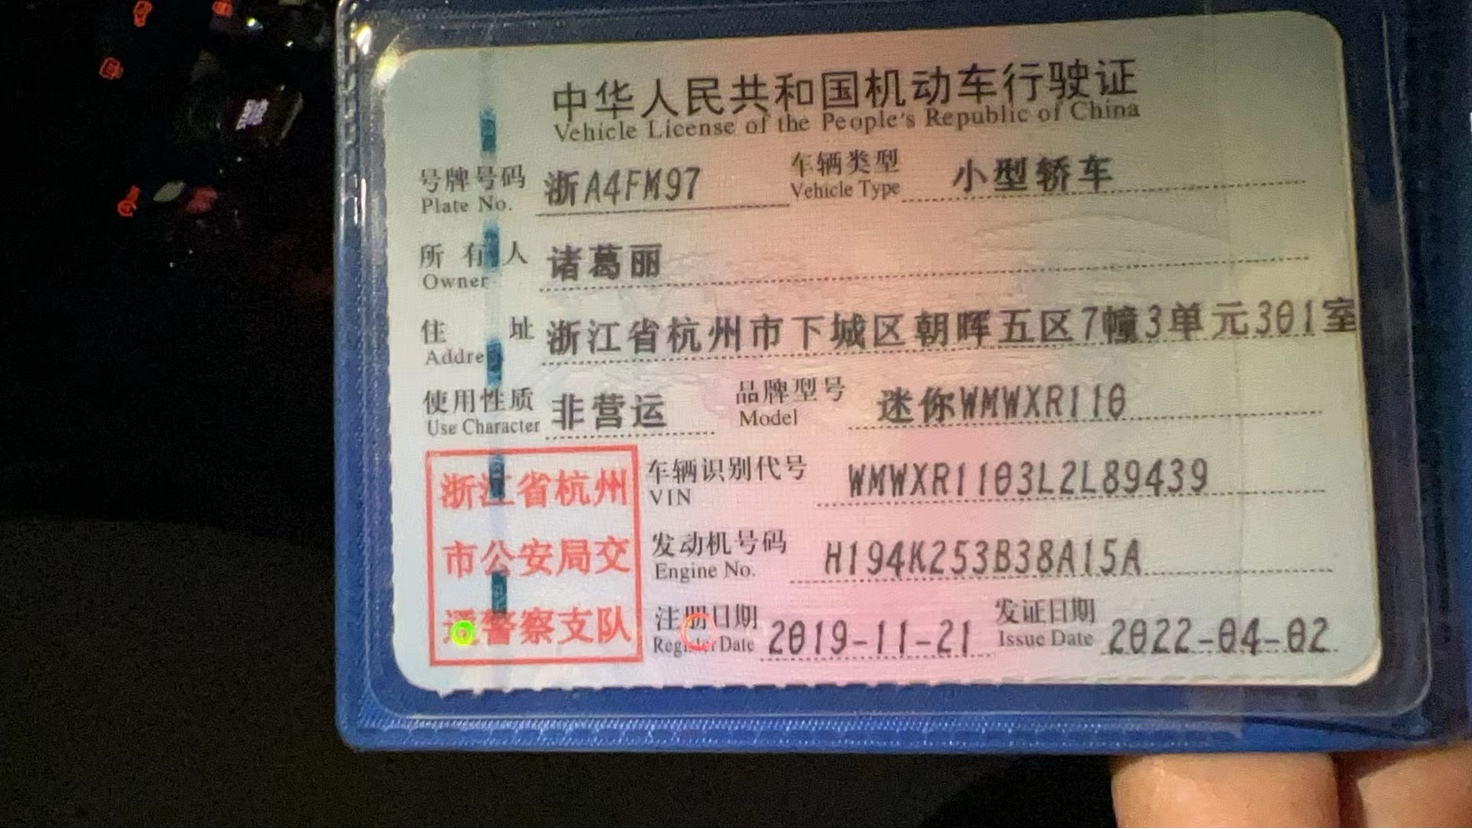 中华人民共和国机动车行驶证
Vehicle License of the People's Republic of China
号牌号码 浙A4FM97 车辆类型 小型轿车
Plate No. Vehicle Type
所有人 诸葛丽
Owner
住址 浙江省杭州市下城区朝晖五区7幢3单元301室
Address
使用性质 非营运 品牌型号 迷你WMWXR110
Use Character Model
浙江省杭州 车辆识别代号 WMWXR1103L2L89439
VIN
市公安局交 发动机号码 H194K253B38A15A
Engine No.
通警察支队 注册日期 2019-11-21 发证日期 2022-04-02
Register Date Issue Date